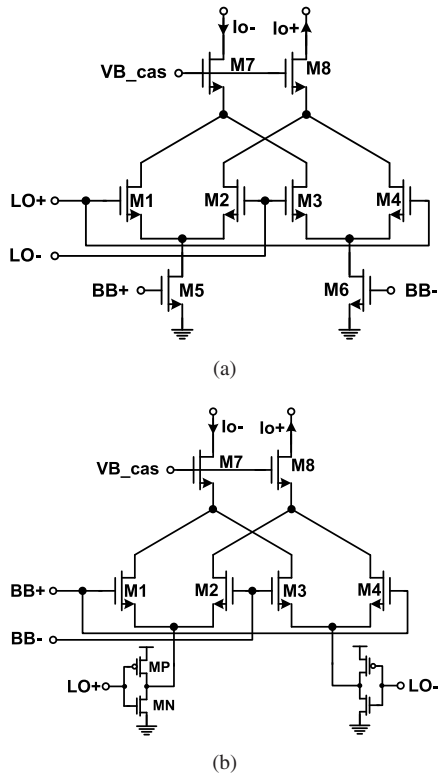 Io- Io+
VB_cas M7 M8
LO+ M1 M2 M3 M4
LO-
BB+ M5 M6 BB-
(a)
Io- Io+
VB_cas M7 M8
BB+ M1 M2 M3 M4
BB-
MP
LO+ LO-
MN
(b)